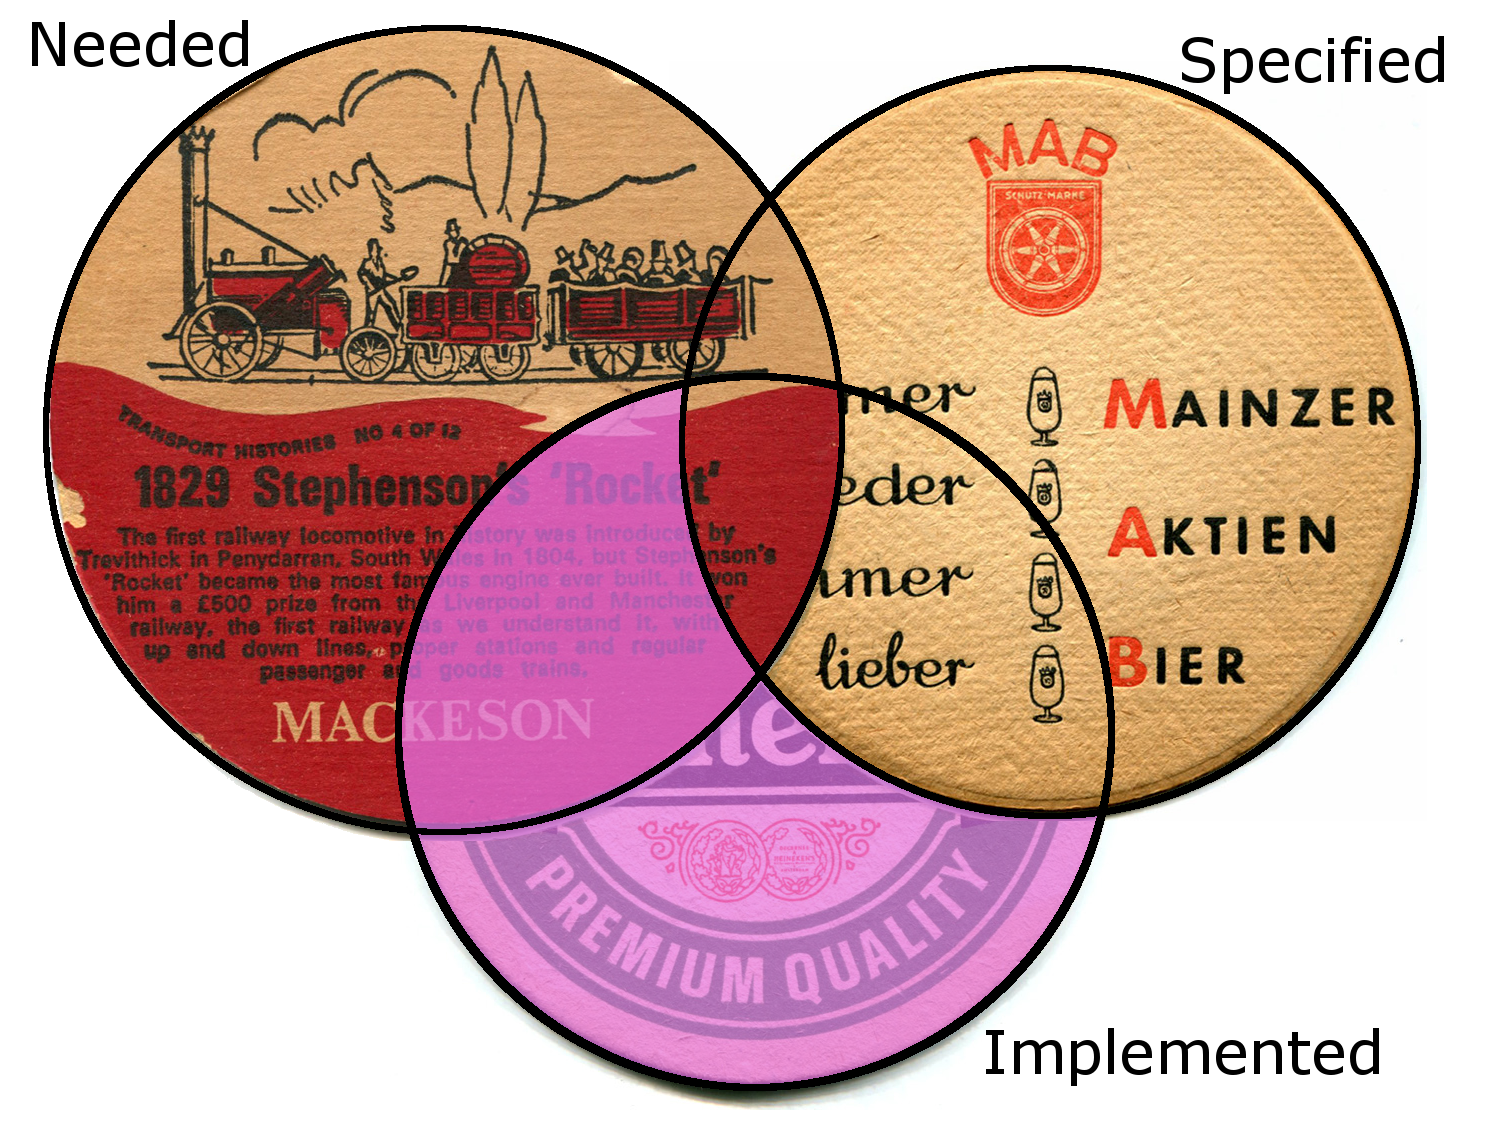 Needed
Specified
MAB
SCHUTZ-MARKE
TRANSPORT HISTORIES NO 4 OF 12
1829 Stephenson's 'Rocket'
The first railway locomotive in history was introduced by
Trevithick in Penydarran, South Wales in 1804, but Stephenson's
'Rocket' became the most famous engine ever built. It won
him a £500 prize from the Liverpool and Manchester
railway, the first railway as we understand it, with
up and down lines, proper stations and regular
passenger and goods trains.
MACKESON
mer MAINZER
eder AKTIEN
mer
lieber BIER
PREMIUM QUALITY
Implemented